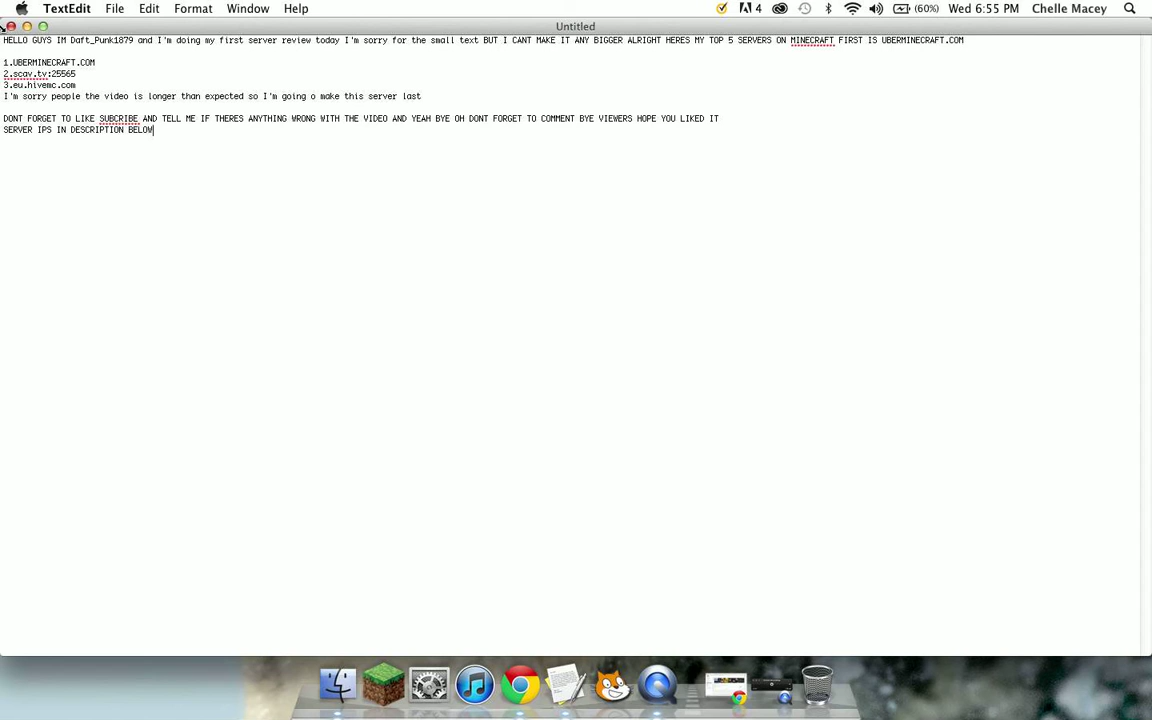 TextEdit File Edit Format Window Help 4 (60%) Wed 6:55 PM Chelle Macey
Untitled
HELLO GUYS IM Daft_Punk1879 and I'm doing my first server review today I'm sorry for the small text BUT I CANT MAKE IT ANY BIGGER ALRIGHT HERES MY TOP 5 SERVERS ON MINECRAFT FIRST IS UBERMINECRAFT.COM
1.UBERMINECRAFT.COM
2.scav.tv:25565
3.eu.hivemc.com
I'm sorry people the video is longer than expected so I'm going o make this server last
DONT FORGET TO LIKE SUBCRIBE AND TELL ME IF THERES ANYTHING WRONG WITH THE VIDEO AND YEAH BYE OH DONT FORGET TO COMMENT BYE VIEWERS HOPE YOU LIKED IT
SERVER IPS IN DESCRIPTION BELOW